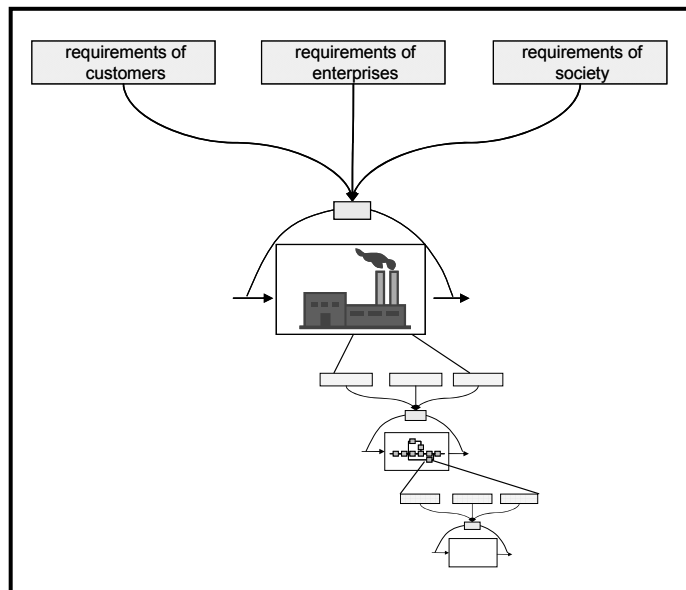 requirements of
customers
requirements of
enterprises
requirements of
society